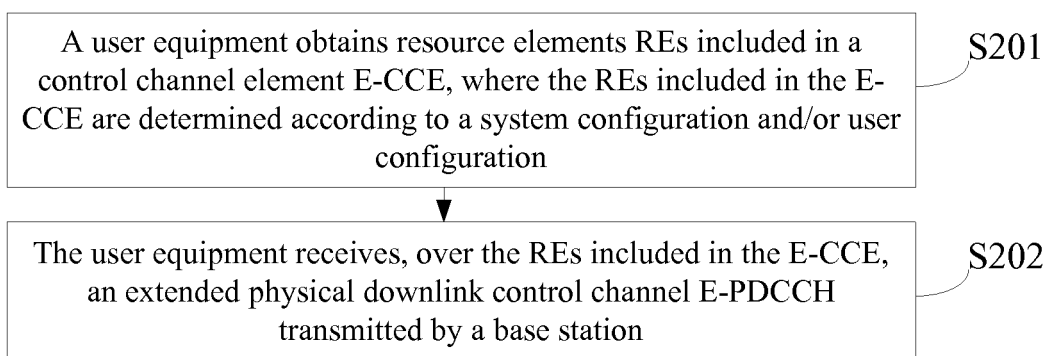 A user equipment obtains resource elements REs included in a
control channel element E-CCE, where the REs included in the E-
CCE are determined according to a system configuration and/or user
configuration
S201
The user equipment receives, over the REs included in the E-CCE,
an extended physical downlink control channel E-PDCCH
transmitted by a base station
S202